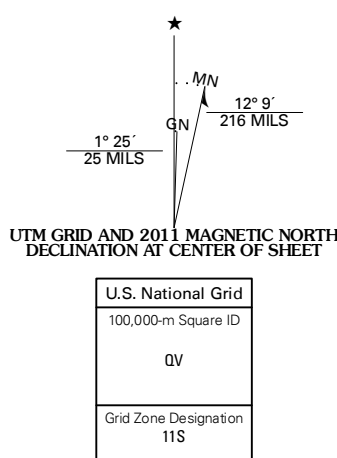 ★
MN
GN
12° 9´
216 MILS
1° 25´
25 MILS
UTM GRID AND 2011 MAGNETIC NORTH
DECLINATION AT CENTER OF SHEET
U.S. National Grid
100,000-m Square ID
QV
Grid Zone Designation
11S